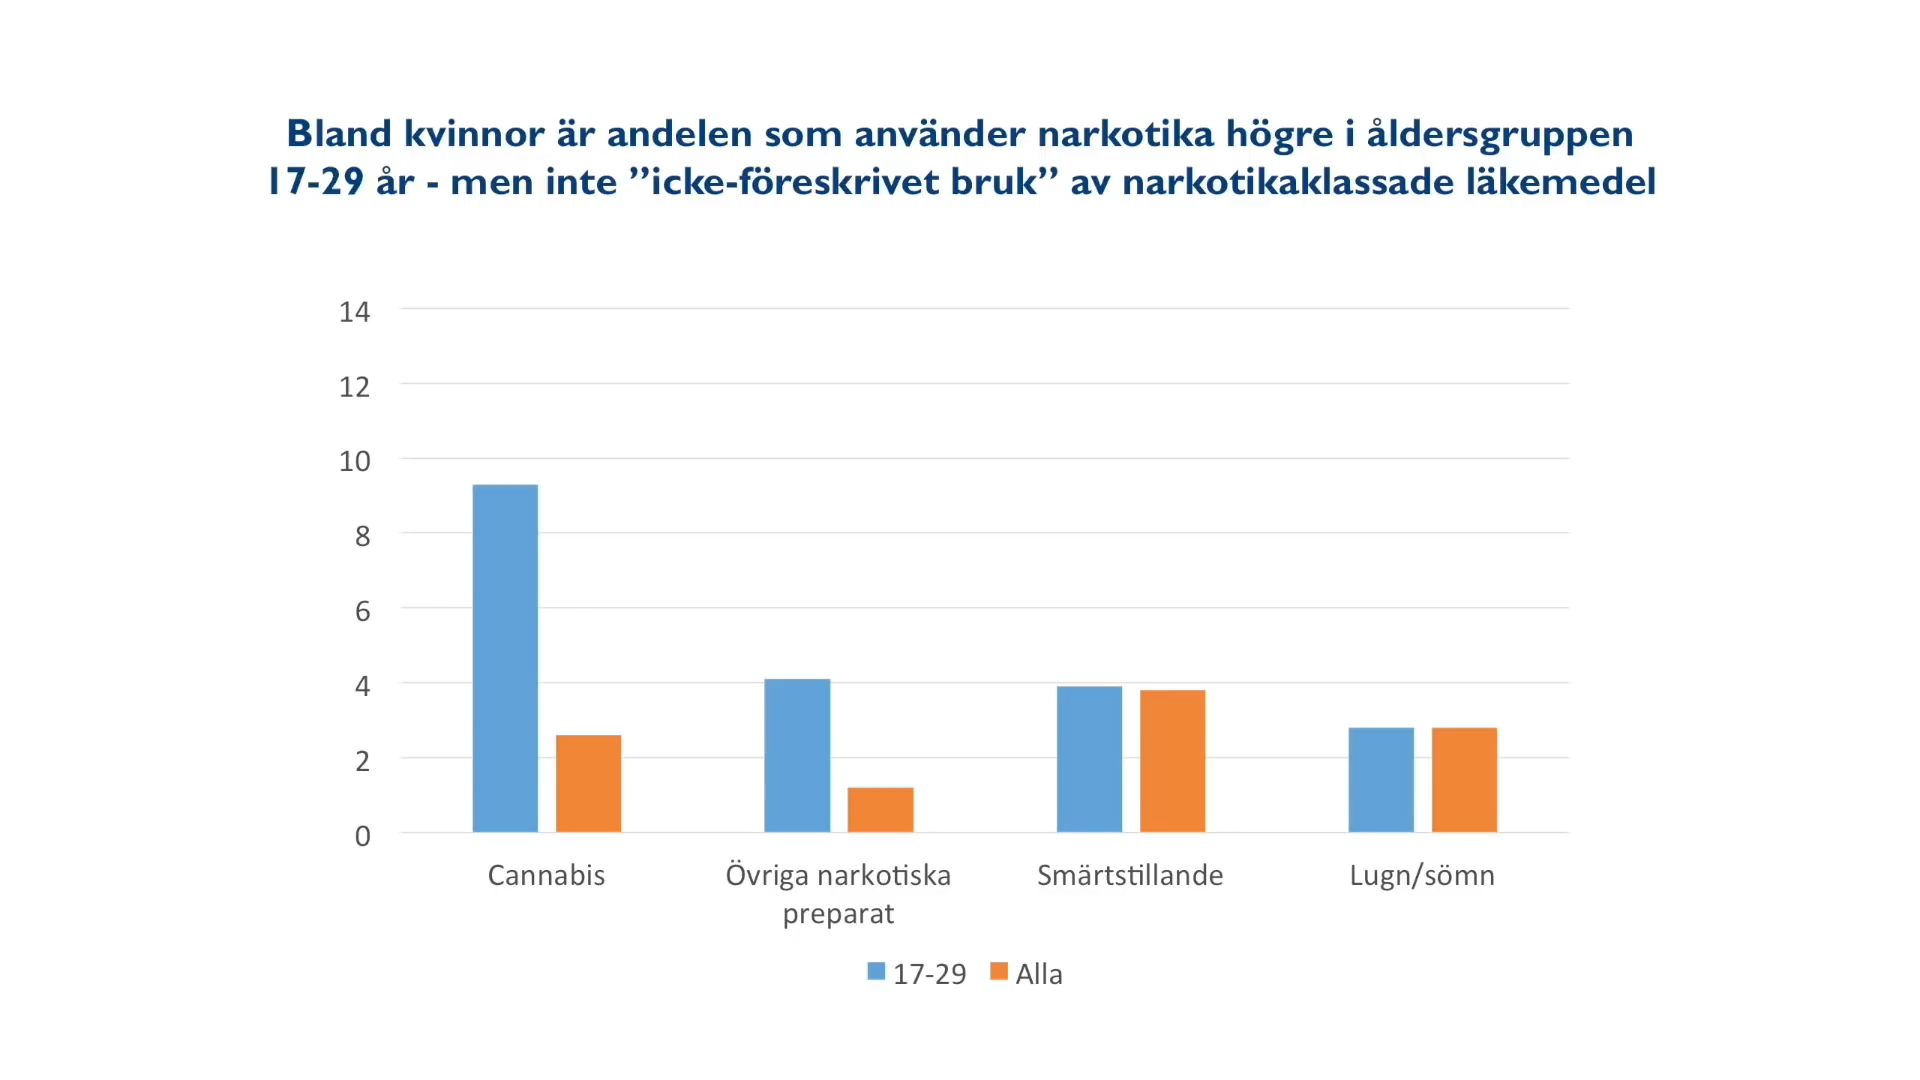 Bland kvinnor är andelen som använder narkotika högre i åldersgruppen
17-29 år - men inte ”icke-föreskrivet bruk” av narkotikaklassade läkemedel
14
12
10
8
6
4
2
0
Cannabis
Övriga narkotiska
preparat
Smärtstillande
Lugn/sömn
17-29 Alla